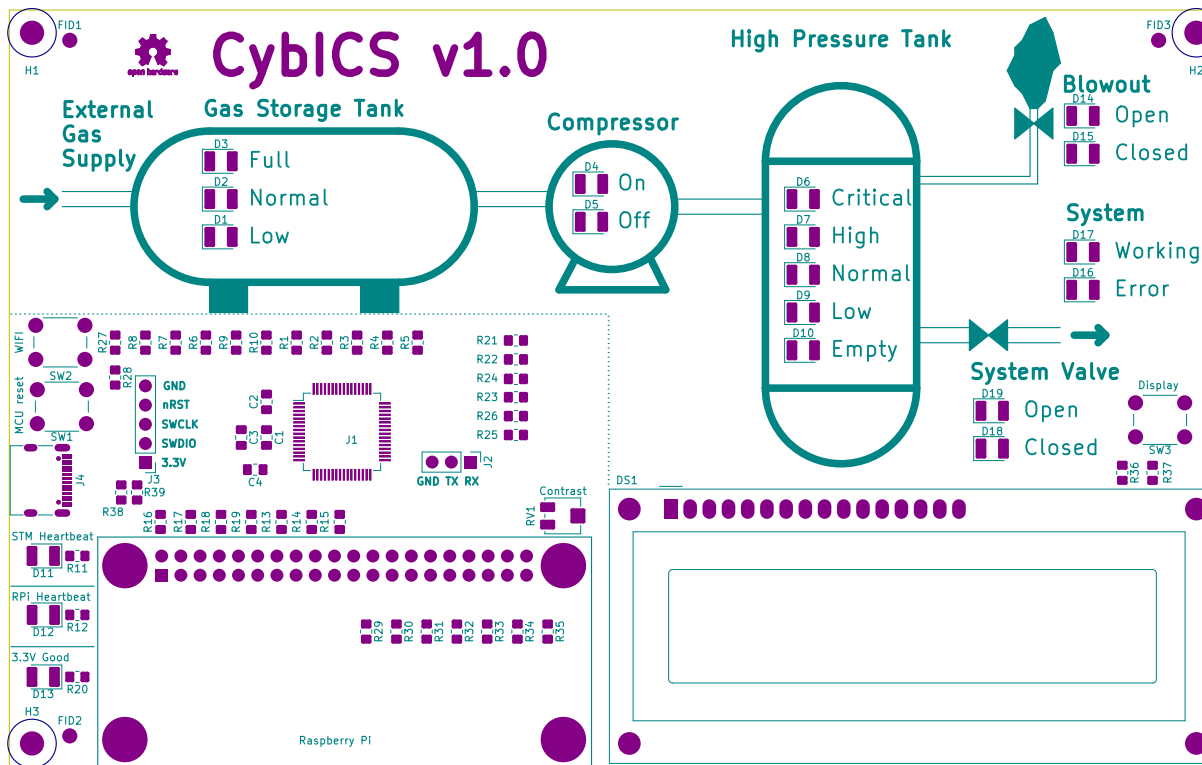 FID1
H1
open hardware
CybICS v1.0
High Pressure Tank
FID3
H2
External
Gas
Supply
Gas Storage Tank
D3
Full
D2
Normal
D1
Low
Compressor
D4
On
D5
Off
D6
Critical
D7
High
D8
Normal
D9
Low
D10
Empty
Blowout
D14
Open
D15
Closed
System
D17
Working
D16
Error
System Valve
D19
Open
D18
Closed
Display
SW3
R36
R37
WIFI
SW2
MCU reset
SW1
R27
R8
R7
R6
R9
R10
R1
R2
R3
R4
R5
R28
GND
nRST
SWCLK
SWDIO
3.3V
J3
J4
C2
C3
C1
C4
J1
R21
R22
R24
R23
R26
R25
J2
GND TX RX
R38
R39
R16
R17
R18
R19
R13
R14
R15
Contrast
RV1
DS1
STM Heartbeat
D11
R11
RPi Heartbeat
D12
R12
3.3V Good
D13
R20
H3
FID2
R29
R30
R31
R32
R33
R34
R35
Raspberry Pi